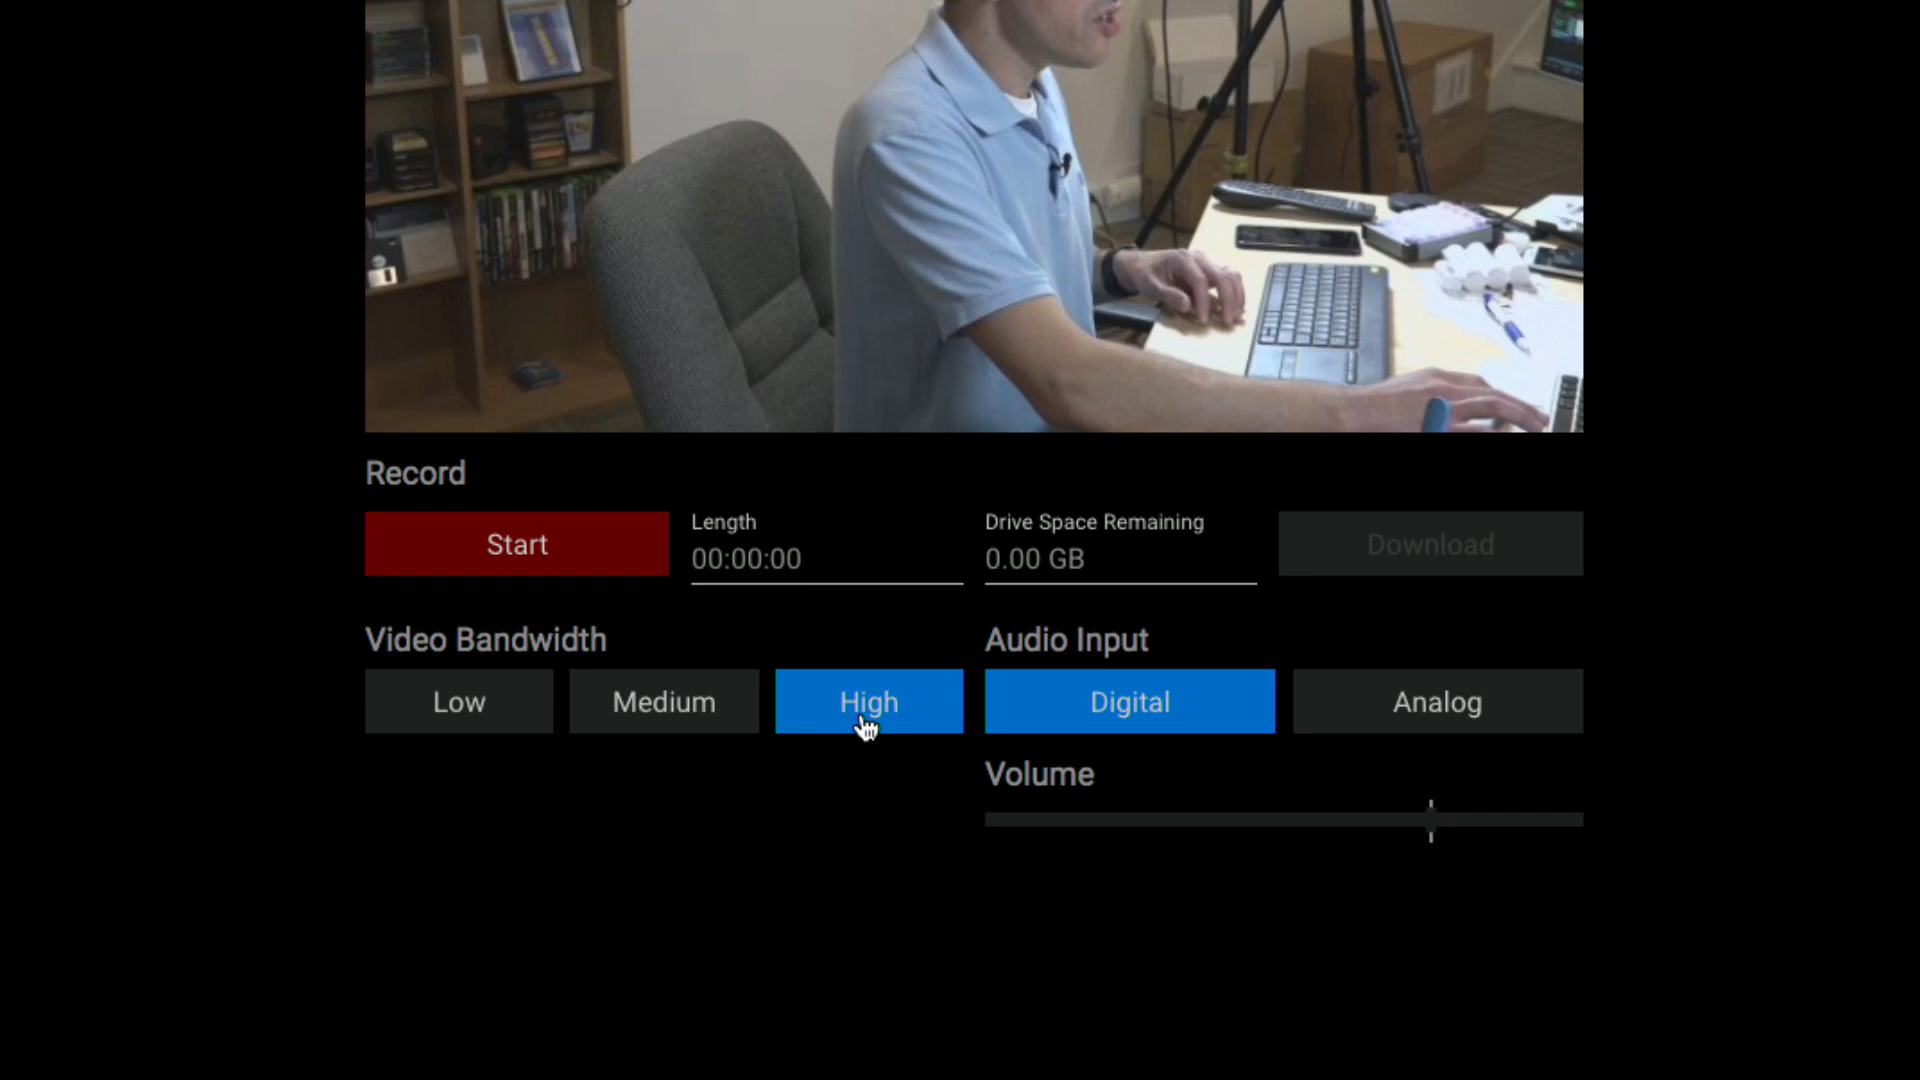 Record
Start
Length
00:00:00
Drive Space Remaining
0.00 GB
Download
Video Bandwidth
Audio Input
Low
Medium
High
Digital
Analog
Volume